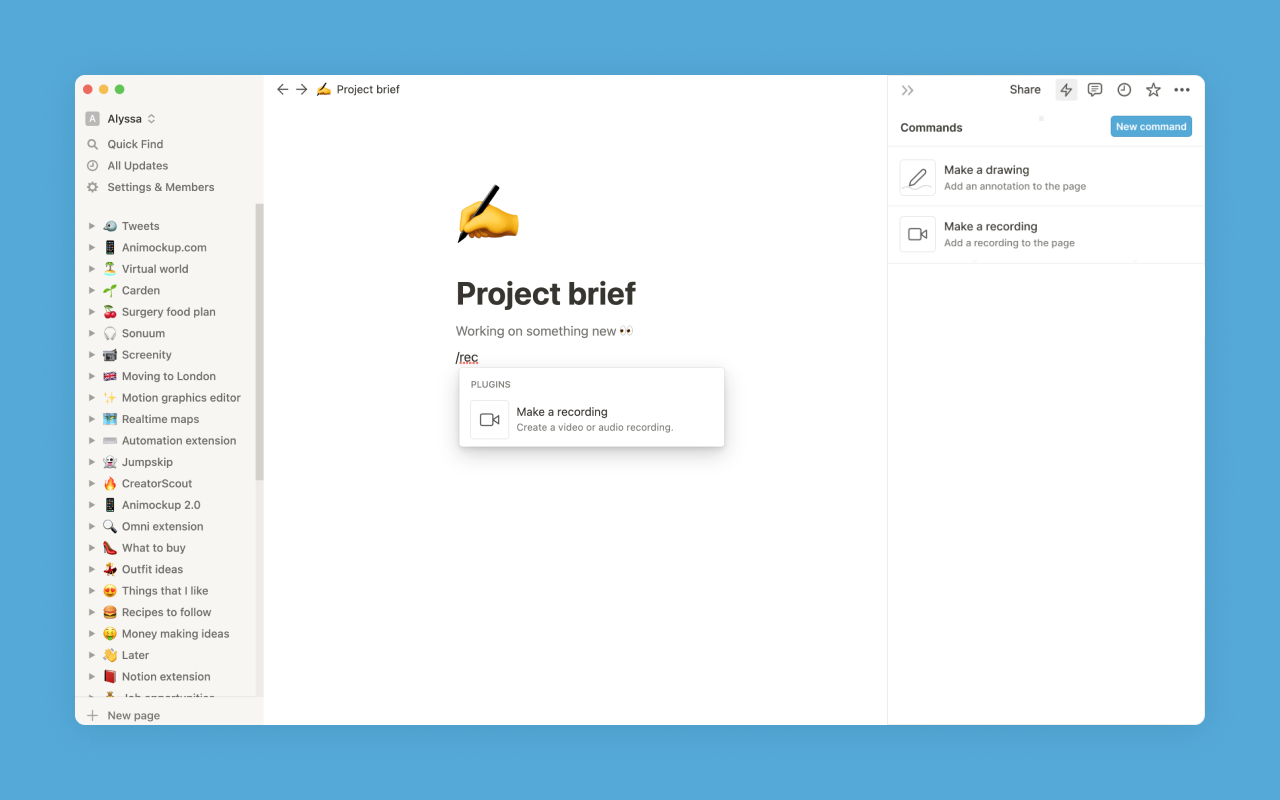 Project brief
A Alyssa
Quick Find
All Updates
Settings & Members
Tweets
Animockup.com
Virtual world
Carden
Surgery food plan
Sonuum
Screenity
Moving to London
Motion graphics editor
Realtime maps
Automation extension
Jumpskip
CreatorScout
Animockup 2.0
Omni extension
What to buy
Outfit ideas
Things that I like
Recipes to follow
Money making ideas
Later
Notion extension
Job opportunities
New page
Project brief
Working on something new 👀
/rec
PLUGINS
Make a recording
Create a video or audio recording.
Share
Commands
New command
Make a drawing
Add an annotation to the page
Make a recording
Add a recording to the page